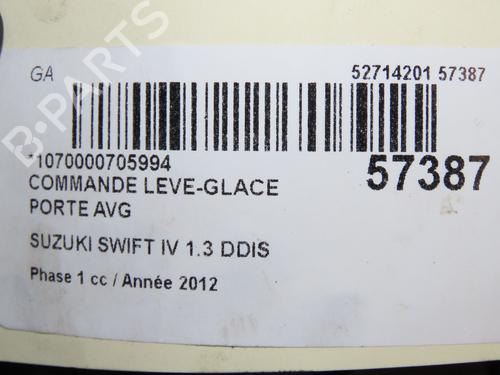 GA
52714201 57387
*1070000705994
57387
COMMANDE LEVE-GLACE
PORTE AVG
SUZUKI SWIFT IV 1.3 DDIS
Phase 1 cc / Année 2012
B-PARTS